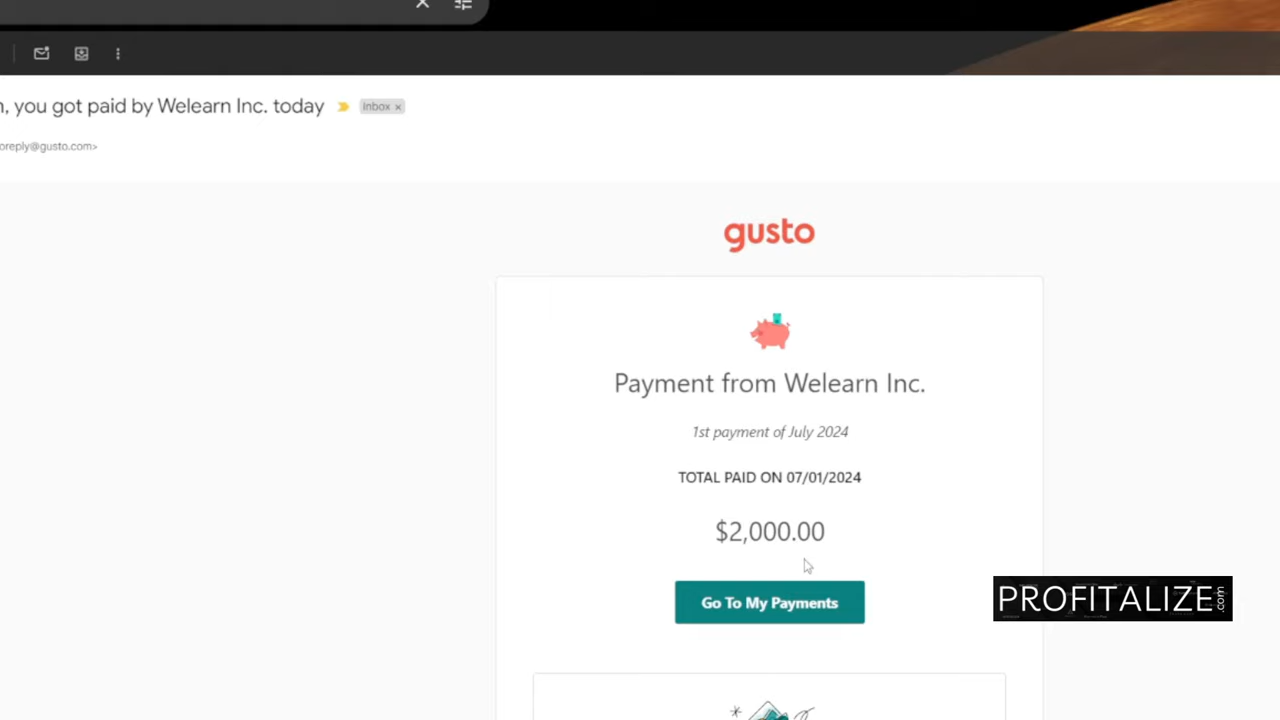 you got paid by Welearn Inc. today
inbox ×
oreply@gusto.com>
gusto
Payment from Welearn Inc.
1st payment of July 2024
TOTAL PAID ON 07/01/2024
$2,000.00
Go To My Payments
PROFITALIZE.com